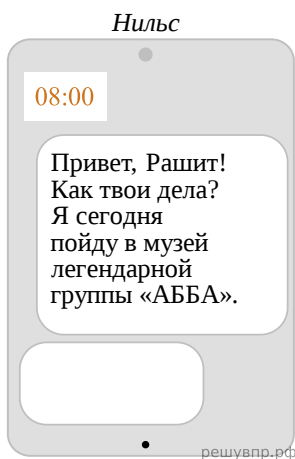 Нильс
08:00
Привет, Рашит!
Как твои дела?
Я сегодня
пойду в музей
легендарной
группы «АББА».
решувпр.рф